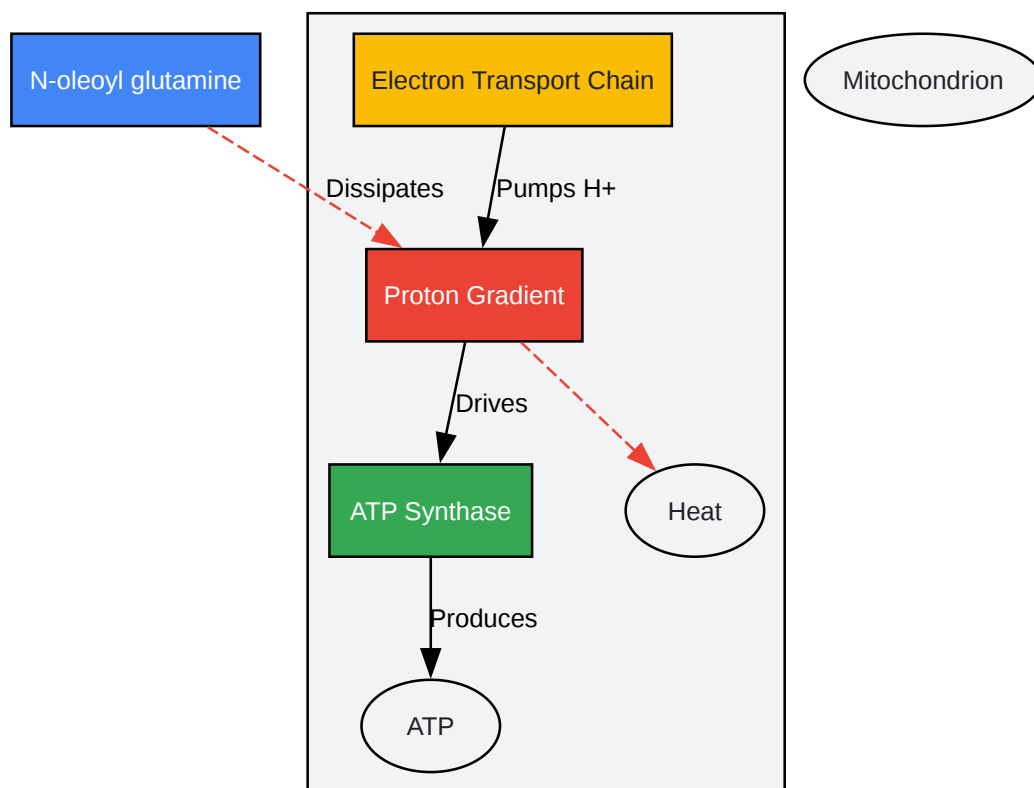 N-oleoyl glutamine
Electron Transport Chain
Mitochondrion
Dissipates
Pumps H+
Proton Gradient
Drives
ATP Synthase
Heat
Produces
ATP